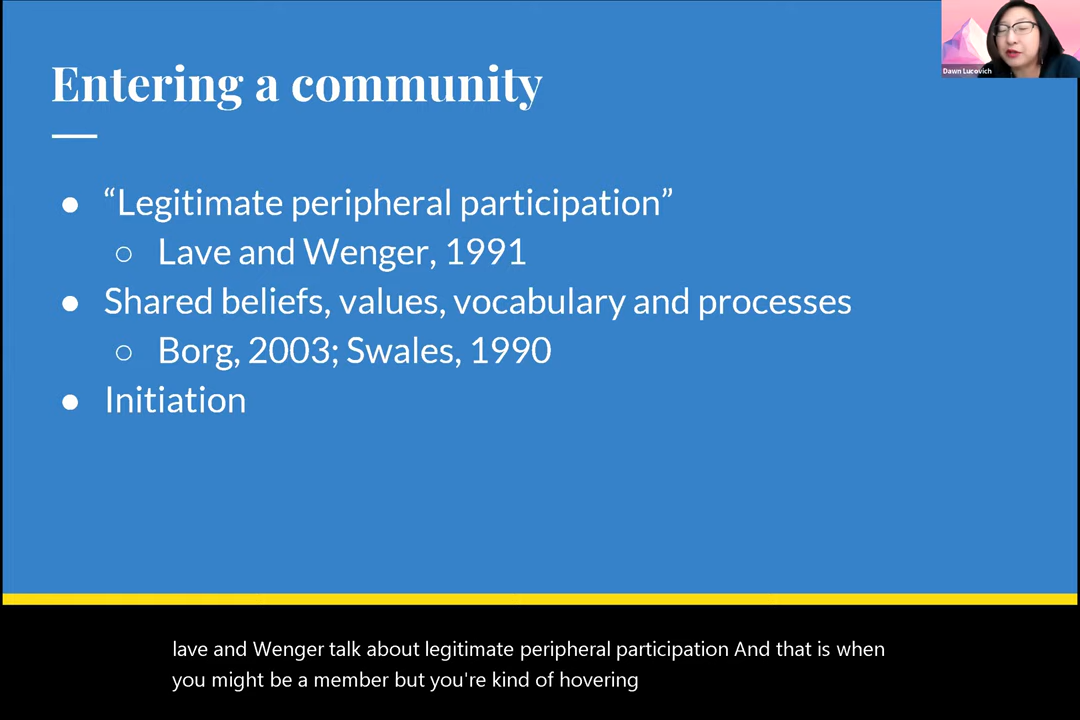 Entering a community
“Legitimate peripheral participation”
Lave and Wenger, 1991
Shared beliefs, values, vocabulary and processes
Borg, 2003; Swales, 1990
Initiation
Dawn Lucovich
lave and Wenger talk about legitimate peripheral participation And that is when
you might be a member but you're kind of hovering